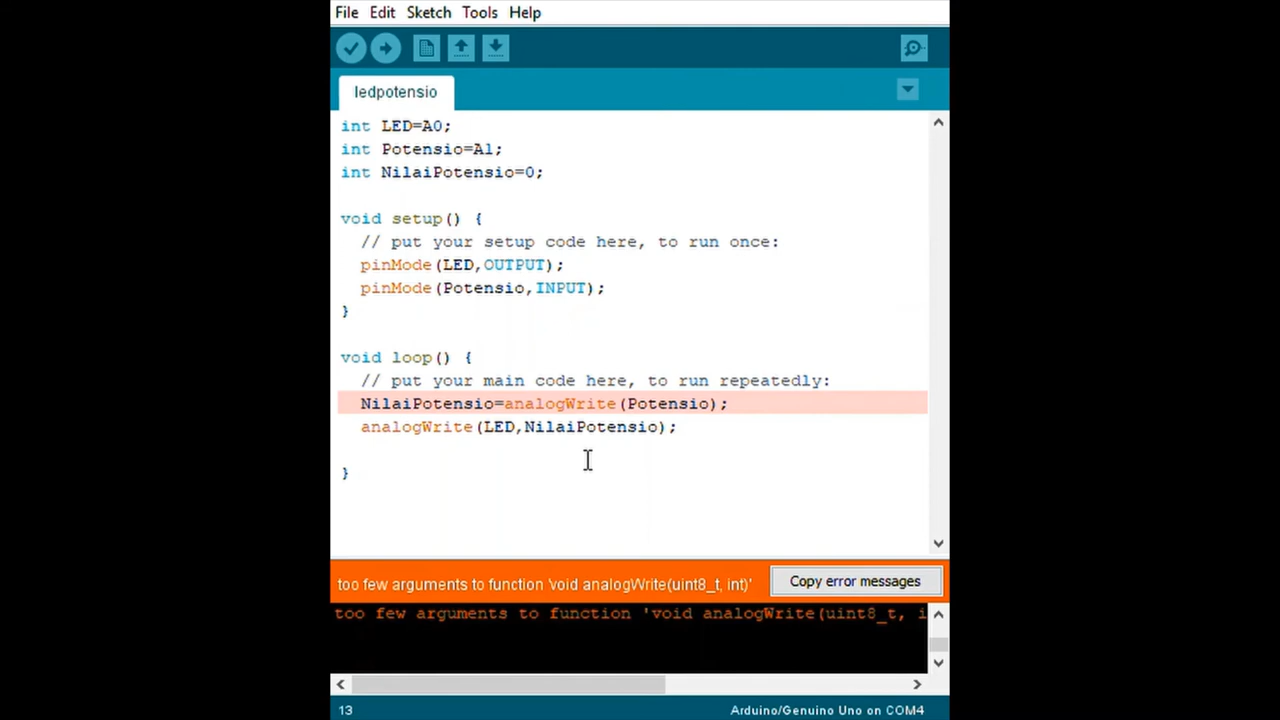 File Edit Sketch Tools Help
ledpotensio
int LED=A0;
int Potensio=A1;
int NilaiPotensio=0;
void setup() {
// put your setup code here, to run once:
pinMode(LED,OUTPUT);
pinMode(Potensio,INPUT);
}
void loop() {
// put your main code here, to run repeatedly:
NilaiPotensio=analogWrite(Potensio);
analogWrite(LED,NilaiPotensio);
}
too few arguments to function 'void analogWrite(uint8_t, int)' Copy error messages
too few arguments to function 'void analogWrite(uint8_t, i
13 Arduino/Genuino Uno on COM4